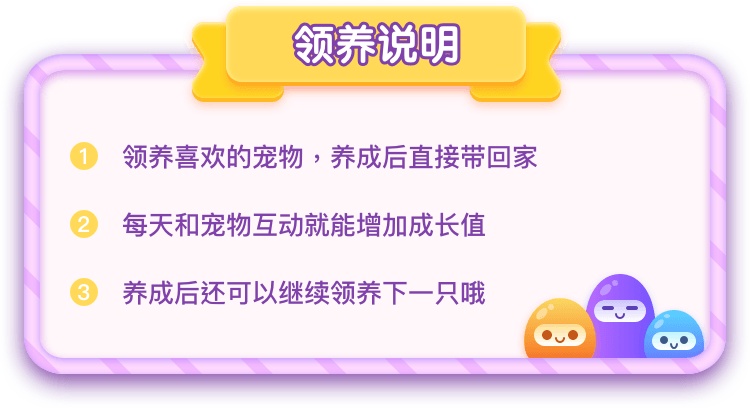 领养说明
1 领养喜欢的宠物，养成后直接带回家
2 每天和宠物互动就能增加成长值
3 养成后还可以继续领养下一只哦